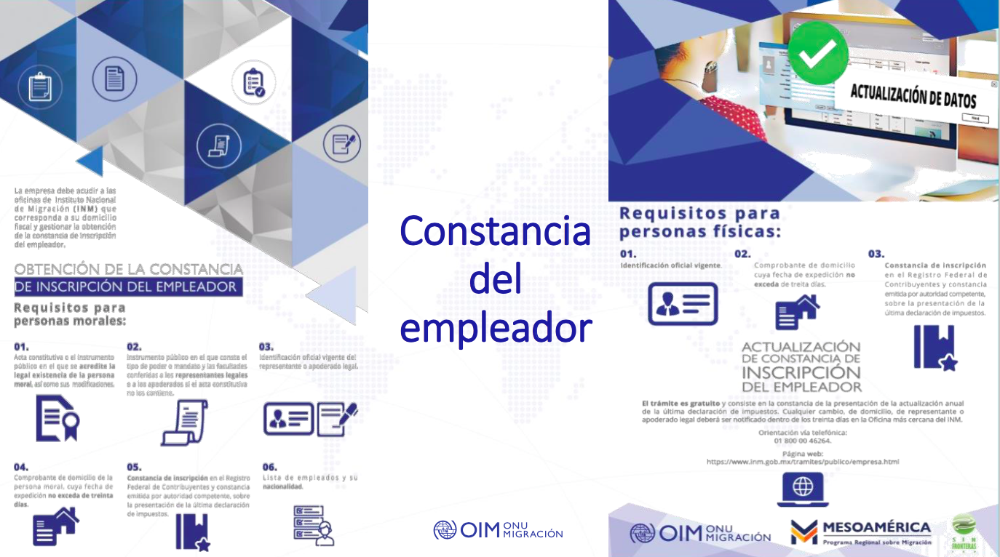 La empresa debe acudir a las
oficinas de Instituto Nacional
de Migración (INM) que
corresponda a su domicilio
fiscal y gestionar la obtención
de la constancia de inscripción
del empleador.
OBTENCIÓN DE LA CONSTANCIA
DE INSCRIPCIÓN DEL EMPLEADOR
Requisitos para
personas morales:
01.
Acta constitutiva o el instrumento
público en el que se acredite la
legal existencia de la persona
moral, así como sus modificaciones.
02.
Instrumento público en el que conste el
tipo de poder o mandato y las facultades
conferidas a los representantes legales
o a los apoderados si el acta constitutiva
no los contiene.
03.
Identificación oficial vigente del
representante o apoderado legal.
04.
Comprobante de domicilio de la
persona moral, cuya fecha de
expedición no exceda de treinta
días.
05.
Constancia de inscripción en el Registro
Federal de Contribuyentes y constancia
emitida por autoridad competente, sobre
la presentación de la última declaración
de impuestos.
06.
Lista de empleados y su
nacionalidad.
Constancia
del
empleador
OIM ONU
MIGRACIÓN
ACTUALIZACIÓN DE DATOS
Requisitos para
personas físicas:
01.
Identificación oficial vigente.
02.
Comprobante de domicilio
cuya fecha de expedición no
exceda de treita días.
03.
Constancia de inscripción
en el Registro Federal de
Contribuyentes y constancia
emitida por autoridad competente,
sobre la presentación de la
última declaración de impuestos.
ACTUALIZACIÓN
DE CONSTANCIA DE
INSCRIPCIÓN
DEL EMPLEADOR
El trámite es gratuito y consiste en la constancia de la presentación de la actualización anual
de la última declaración de impuestos. Cualquier cambio, de domicilio, de representante o
apoderado legal deberá ser notificado dentro de los treinta días en la Oficina más cercana del INM.
Orientación vía telefónica:
01 800 00 46264.
Página web:
https://www.inm.gob.mx/tramites/publico/empresa.html
OIM ONU
MIGRACIÓN
MESOAMÉRICA
Programa Regional sobre Migración
SIN
FRONTERAS